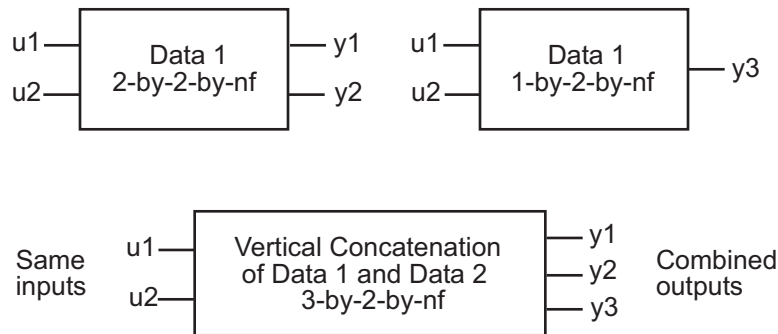 u1
u2
Data 1
2-by-2-by-nf
y1
y2
u1
u2
Data 1
1-by-2-by-nf
y3
Same
inputs
u1
u2
Vertical Concatenation
of Data 1 and Data 2
3-by-2-by-nf
y1
y2
y3
Combined
outputs